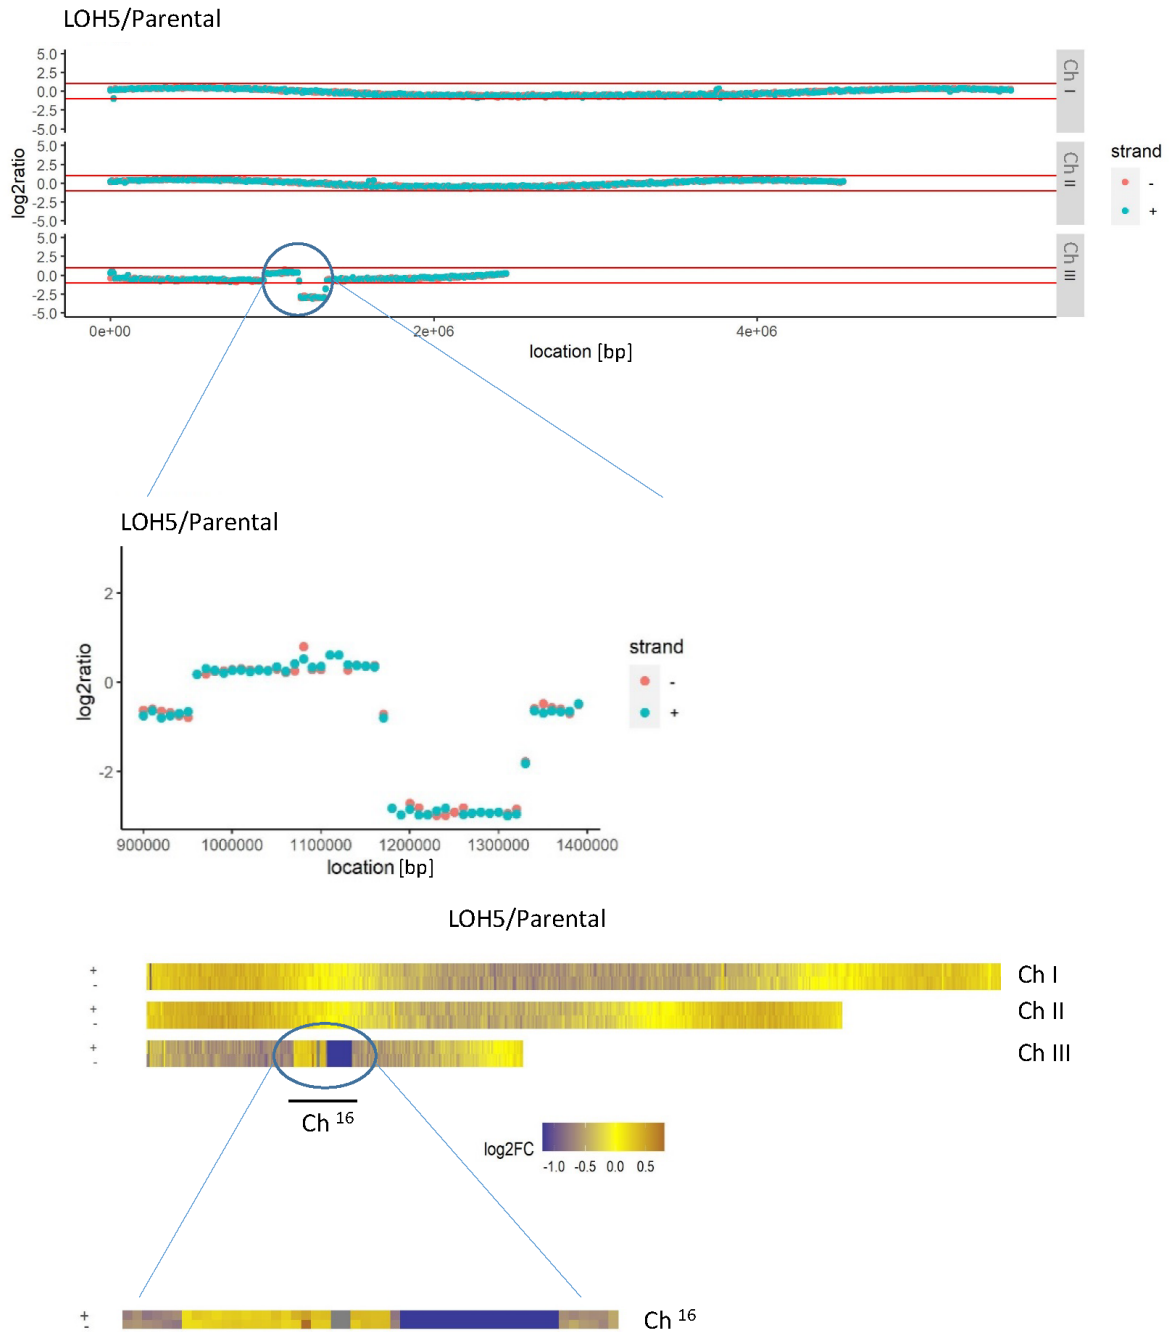 LOH5/Parental
5.0
2.5
0.0
-2.5
-5.0
Ch I
5.0
2.5
0.0
-2.5
-5.0
Ch II
5.0
2.5
0.0
-2.5
-5.0
Ch III
log2ratio
0e+00 2e+06 4e+06
location [bp]
strand
-
+
LOH5/Parental
2
0
-2
log2ratio
900000 1000000 1100000 1200000 1300000 1400000
location [bp]
strand
-
+
LOH5/Parental
+
-
Ch I
+
-
Ch II
+
-
Ch III
Ch 16
log2FC
-1.0 -0.5 0.0 0.5
+
-
Ch 16